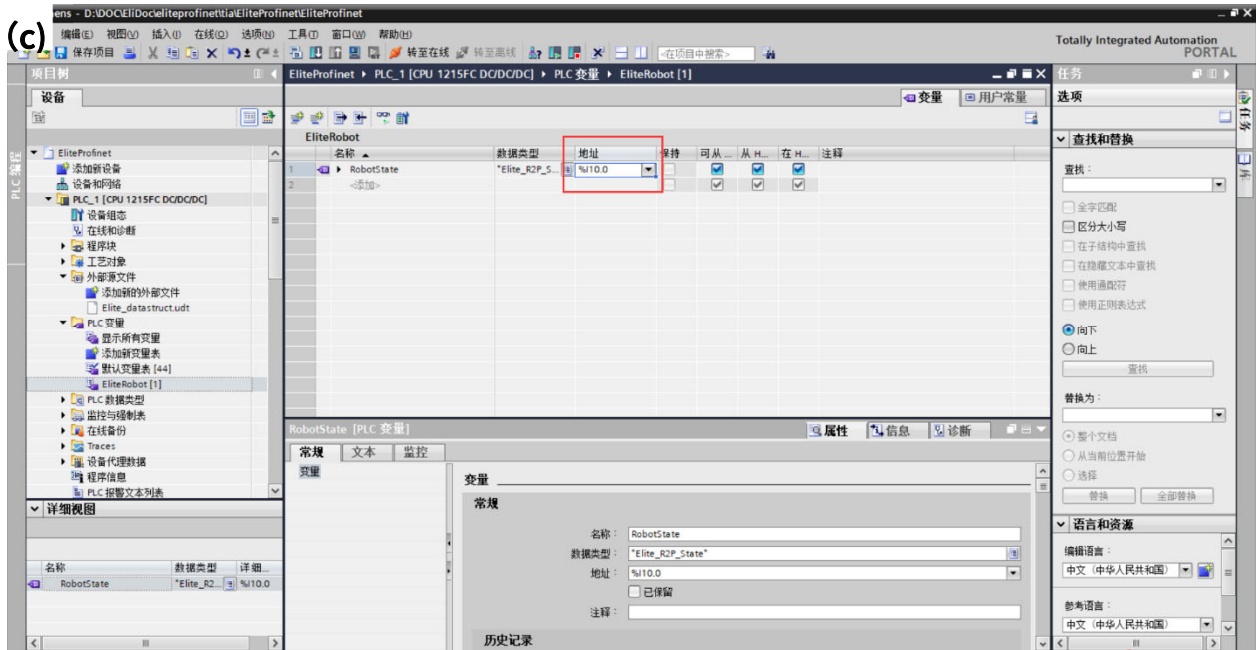 (c)
ens - D:\DOC\EliDoc\eliteprofinet\tia\EliteProfinet\EliteProfinet
编辑(E) 视图(V) 插入(I) 在线(O) 选项(N) 工具(T) 窗口(W) 帮助(H)
保存项目 转至在线 转至离线 <在项目中搜索>
Totally Integrated Automation
PORTAL
项目树
EliteProfinet ▸ PLC_1 [CPU 1215FC DC/DC/DC] ▸ PLC 变量 ▸ EliteRobot [1]
任务
设备
变量 用户常量
选项
EliteRobot
名称 数据类型 地址 保持 可从 ... 从 H... 在 H... 注释
1 RobotState "Elite_R2P_S... %I10.0
2 <添加>
PLC 编程
EliteProfinet
添加新设备
设备和网络
PLC_1 [CPU 1215FC DC/DC/DC]
设备组态
在线和诊断
程序块
工艺对象
外部源文件
添加新的外部文件
Elite_datastruct.udt
PLC 变量
显示所有变量
添加新变量表
默认变量表 [44]
EliteRobot [1]
PLC 数据类型
监控与强制表
在线备份
Traces
设备代理数据
程序信息
PLC 报警文本列表
详细视图
名称 数据类型 详细...
RobotState "Elite_R2... %I10.0
RobotState [PLC 变量]
属性 信息 诊断
常规 文本 监控
变量
变量
常规
名称： RobotState
数据类型： "Elite_R2P_State"
地址： %I10.0
已保留
注释：
历史记录
查找和替换
查找：
全字匹配
区分大小写
在子结构中查找
在隐藏文本中查找
使用通配符
使用正则表达式
向下
向上
查找
替换为：
整个文档
从当前位置开始
选择
替换 全部替换
语言和资源
编辑语言：
中文（中华人民共和国）
参考语言：
中文（中华人民共和国）
任务
库